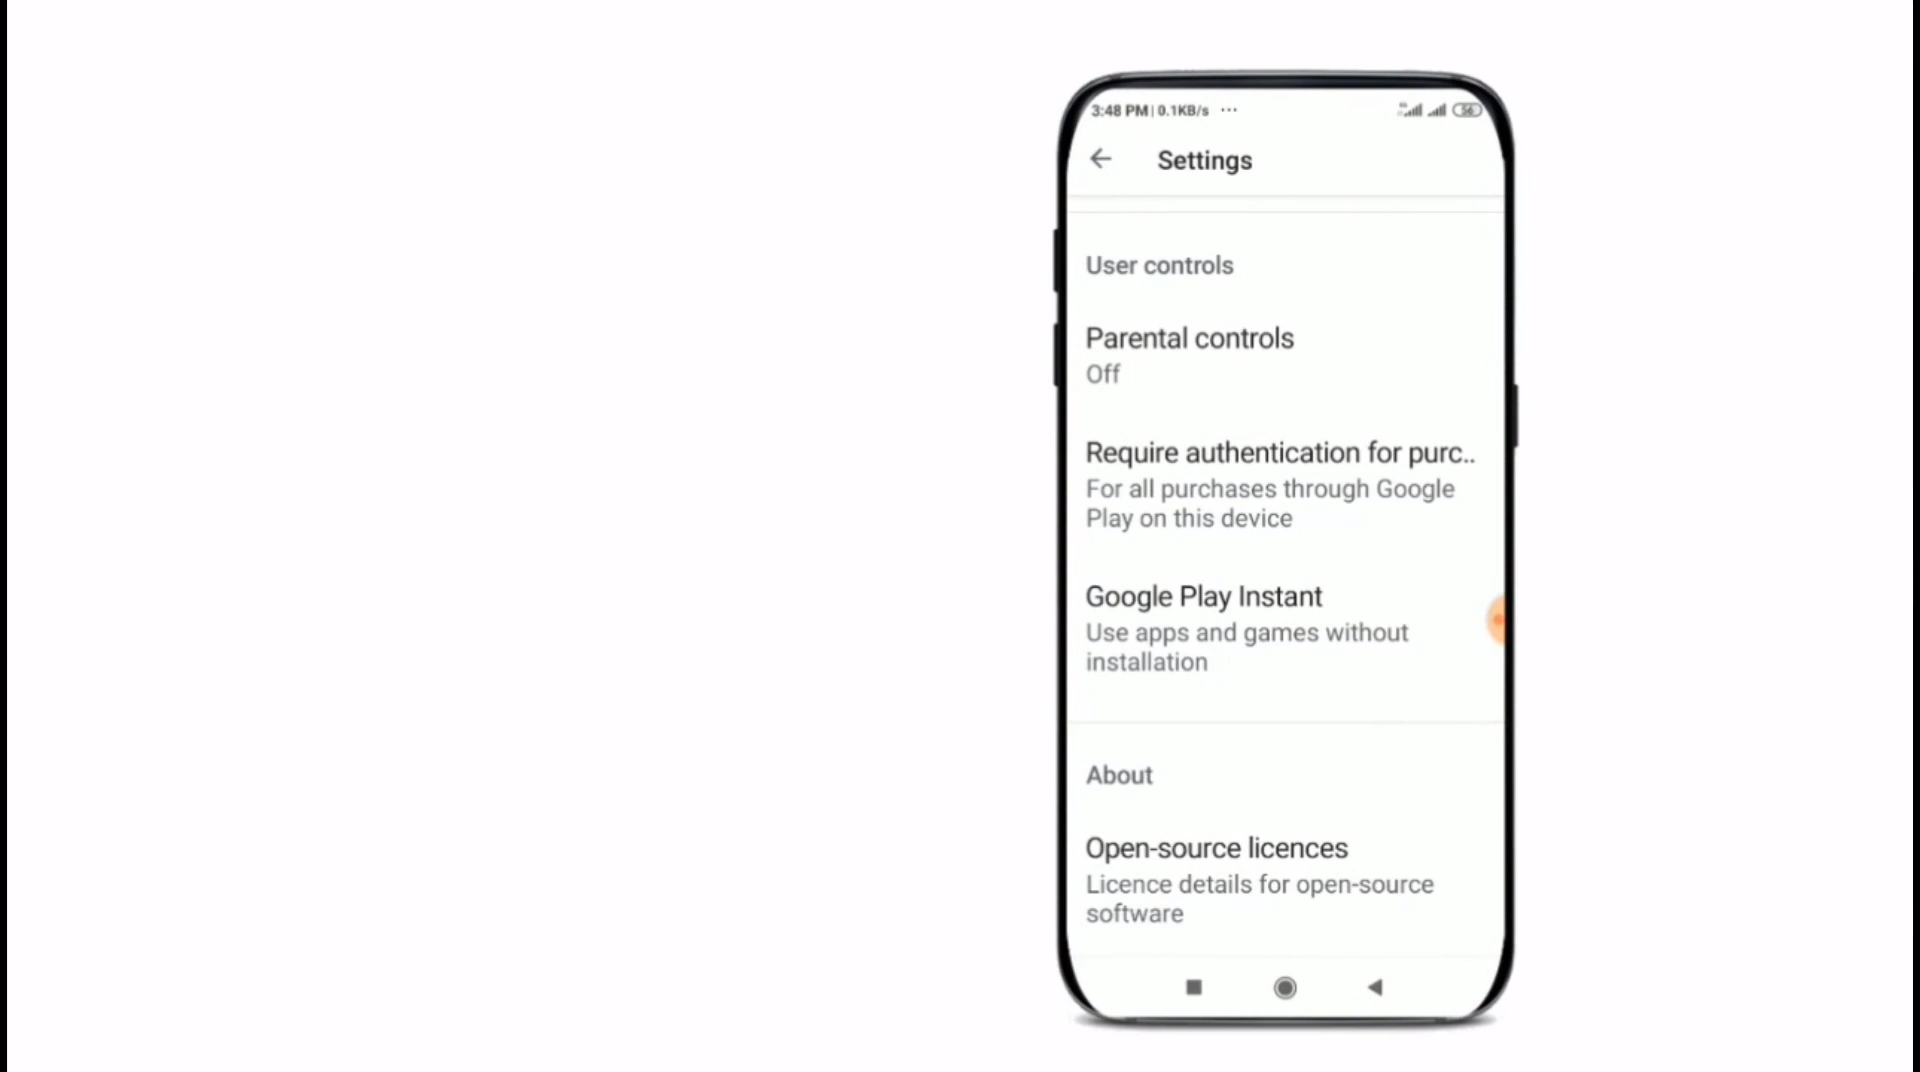 3:48 PM | 0.1KB/s ...
56
Settings
User controls
Parental controls
Off
Require authentication for purc..
For all purchases through Google
Play on this device
Google Play Instant
Use apps and games without
installation
About
Open-source licences
Licence details for open-source
software